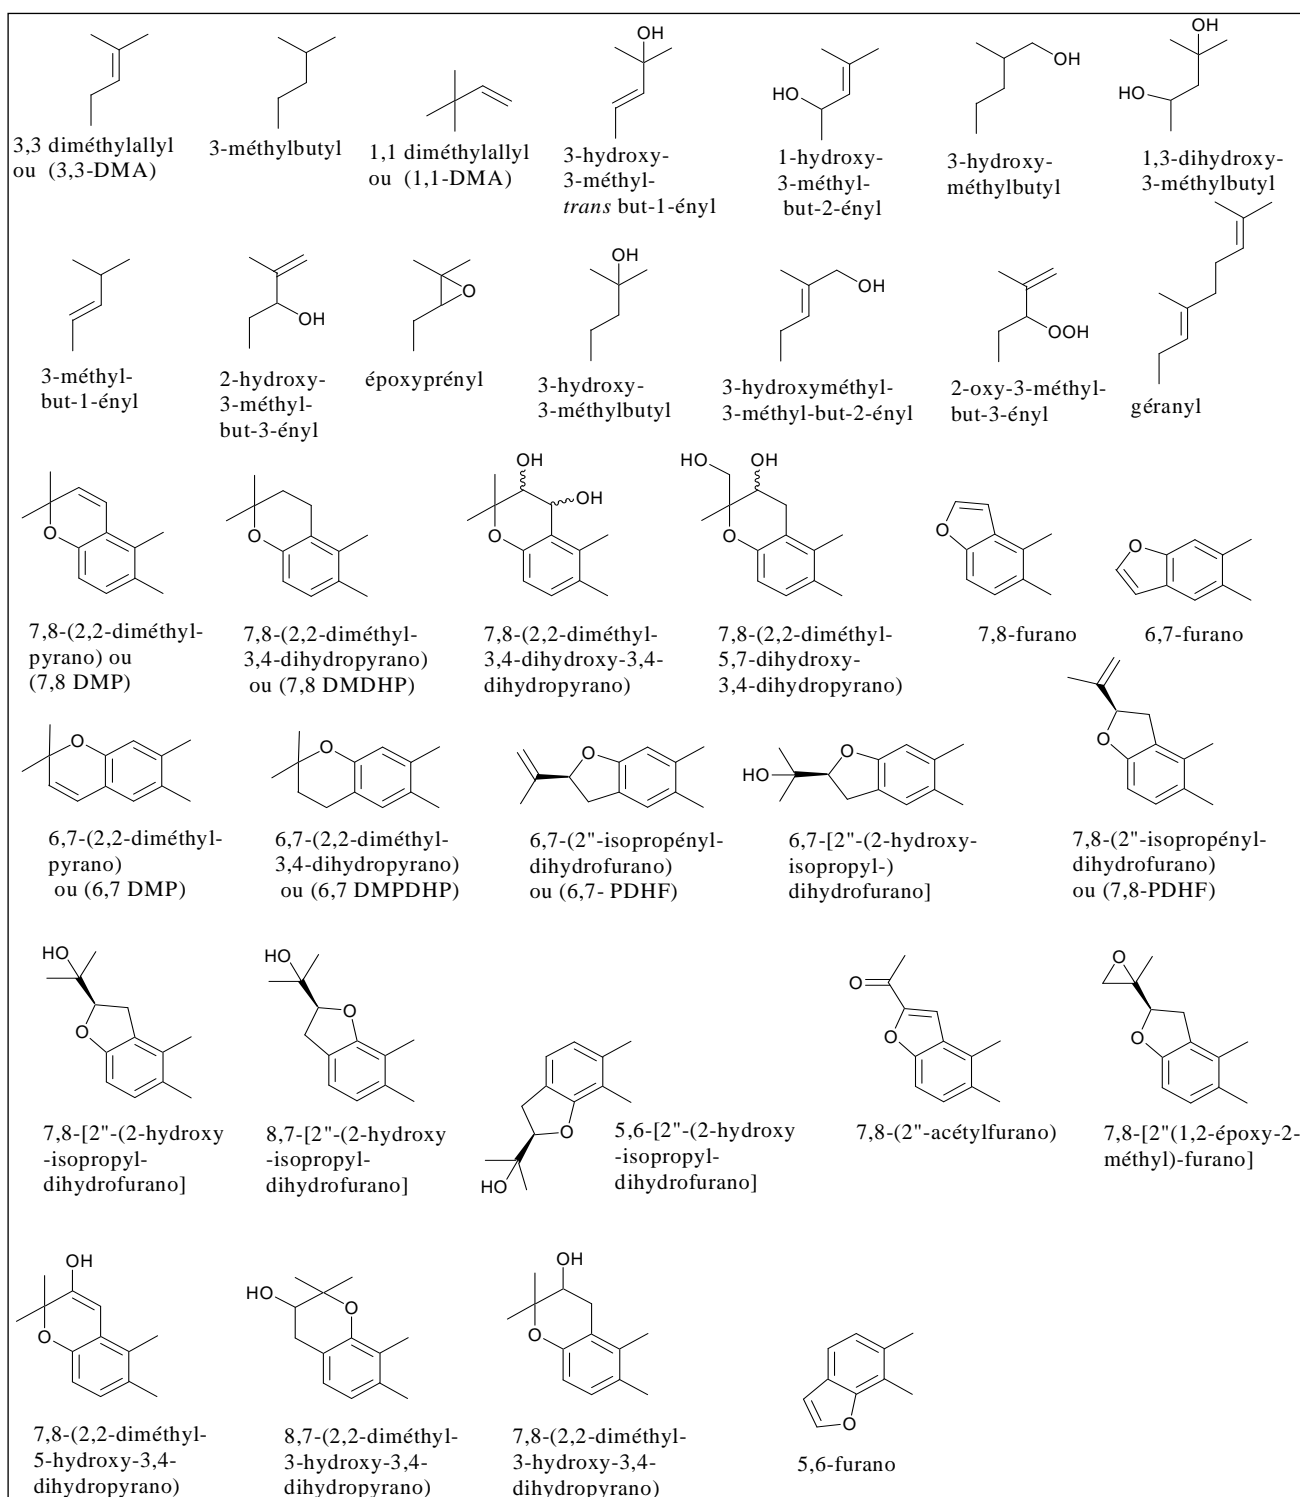 OH
OH
HO
OH
HO
3,3 diméthylallyl
ou (3,3-DMA)
3-méthylbutyl
1,1 diméthylallyl
ou (1,1-DMA)
3-hydroxy-
3-méthyl-
trans but-1-ényl
1-hydroxy-
3-méthyl-
but-2-ényl
3-hydroxy-
méthylbutyl
1,3-dihydroxy-
3-méthylbutyl
OH
O
OH
OH
OOH
3-méthyl-
but-1-ényl
2-hydroxy-
3-méthyl-
but-3-ényl
époxyprényl
3-hydroxy-
3-méthylbutyl
3-hydroxyméthyl-
3-méthyl-but-2-ényl
2-oxy-3-méthyl-
but-3-ényl
géranyl
O
O
OH
OH
O
HO
OH
O
O
O
7,8-(2,2-diméthyl-
pyrano) ou
(7,8 DMP)
7,8-(2,2-diméthyl-
3,4-dihydropyrano)
ou (7,8 DMDHP)
7,8-(2,2-diméthyl-
3,4-dihydroxy-3,4-
dihydropyrano)
7,8-(2,2-diméthyl-
5,7-dihydroxy-
3,4-dihydropyrano)
7,8-furano
6,7-furano
O
O
O
HO
O
O
6,7-(2,2-diméthyl-
pyrano)
ou (6,7 DMP)
6,7-(2,2-diméthyl-
3,4-dihydropyrano)
ou (6,7 DMPDHP)
6,7-(2"-isopropényl-
dihydrofurano)
ou (6,7- PDHF)
6,7-[2"-(2-hydroxy-
isopropyl-)
dihydrofurano]
7,8-(2"-isopropényl-
dihydrofurano)
ou (7,8-PDHF)
HO
O
HO
O
O
HO
O
O
O
O
7,8-[2"-(2-hydroxy
-isopropyl-
dihydrofurano]
8,7-[2"-(2-hydroxy
-isopropyl-
dihydrofurano]
5,6-[2"-(2-hydroxy
-isopropyl-
dihydrofurano]
7,8-(2"-acétylfurano)
7,8-[2"(1,2-époxy-2-
méthyl)-furano]
OH
O
HO
O
OH
O
O
7,8-(2,2-diméthyl-
5-hydroxy-3,4-
dihydropyrano)
8,7-(2,2-diméthyl-
3-hydroxy-3,4-
dihydropyrano)
7,8-(2,2-diméthyl-
3-hydroxy-3,4-
dihydropyrano)
5,6-furano